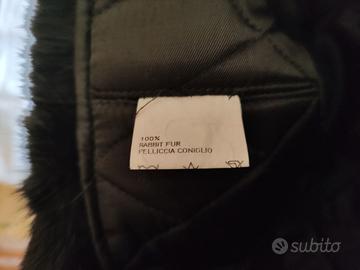 100%
RABBIT FUR
PELLICCIA CONIGLIO
subito